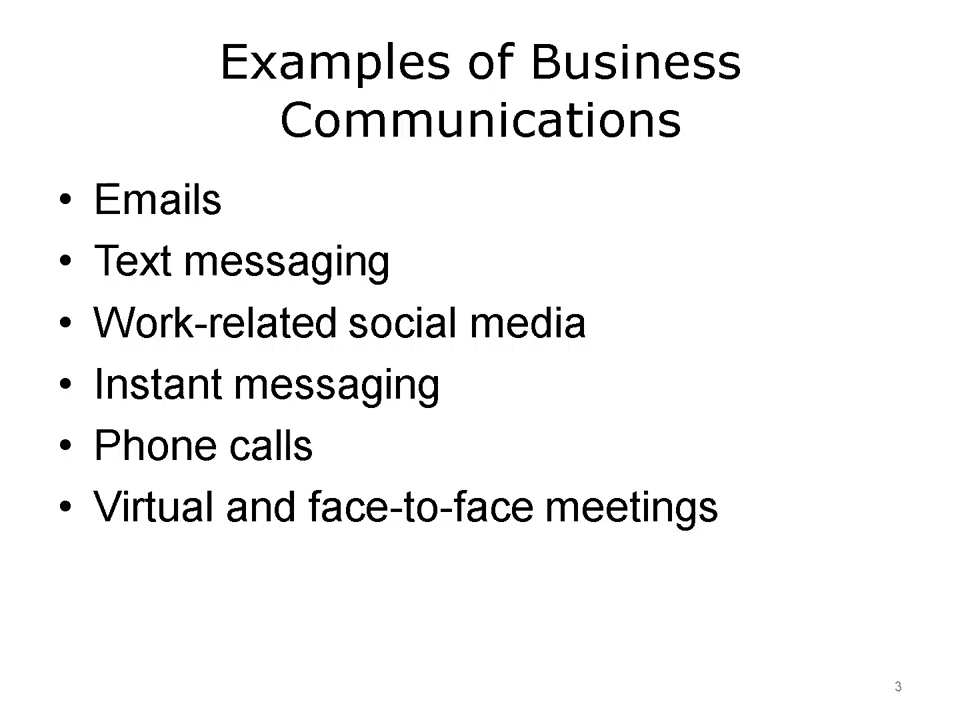 Examples of Business
Communications
• Emails
• Text messaging
• Work-related social media
• Instant messaging
• Phone calls
• Virtual and face-to-face meetings
3